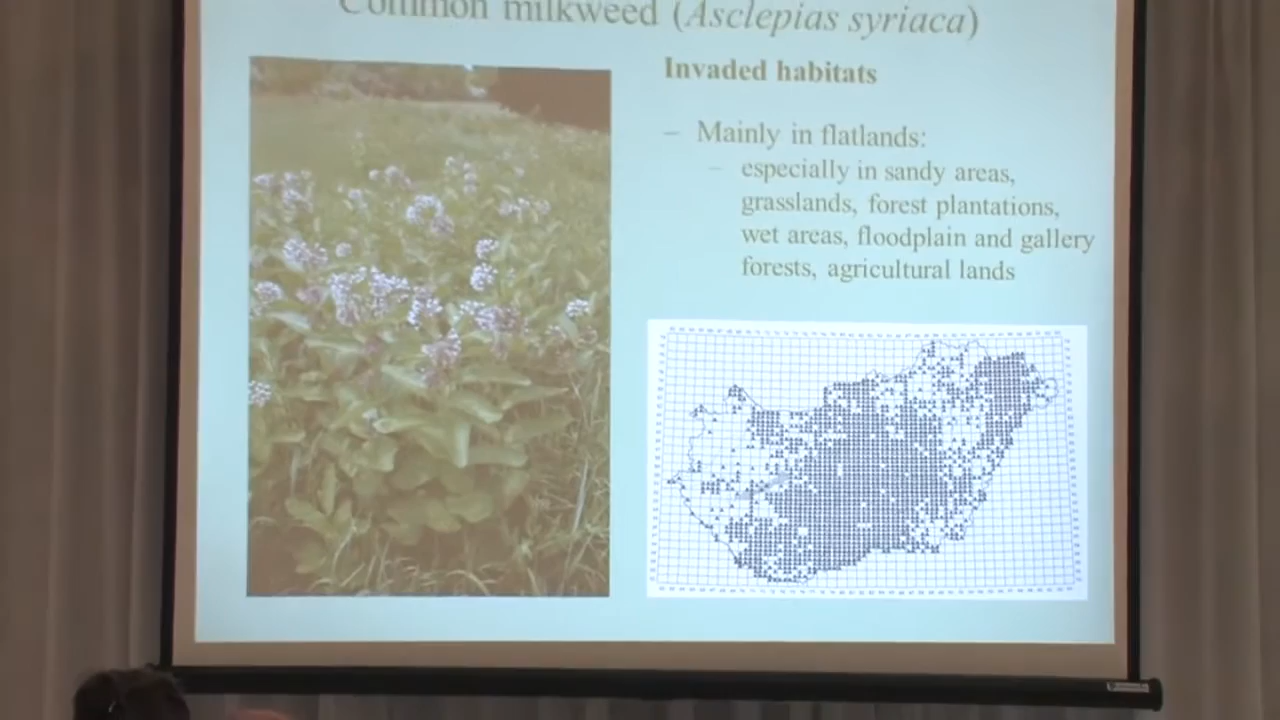 Common milkweed (Asclepias syriaca)
Invaded habitats
– Mainly in flatlands:
– especially in sandy areas,
grasslands, forest plantations,
wet areas, floodplain and gallery
forests, agricultural lands